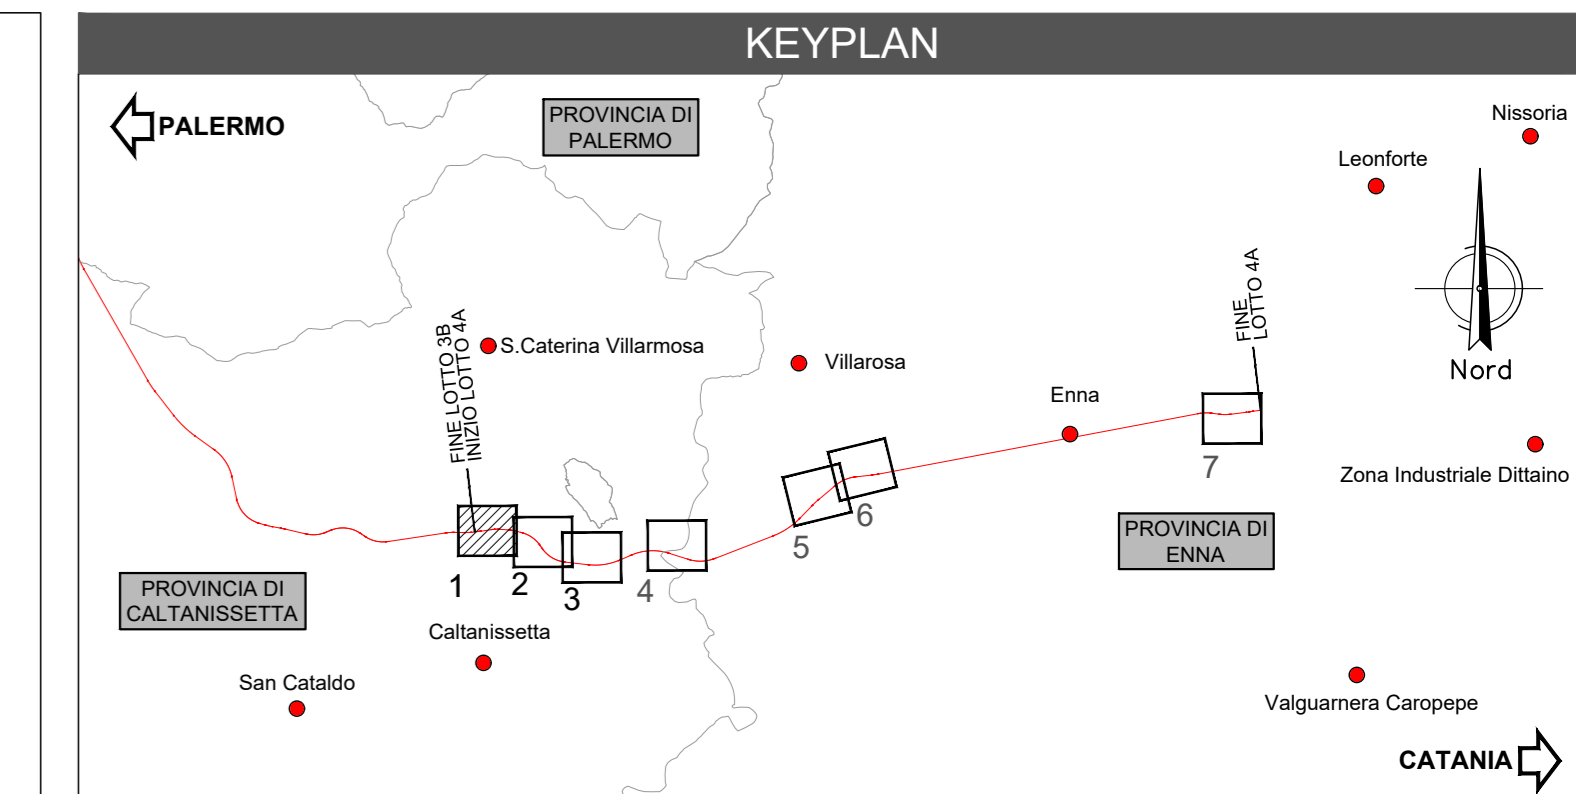 KEYPLAN
PALERMO
PROVINCIA DI
PALERMO
Nissoria
Leonforte
Nord
FINE
LOTTO 4A
FINE LOTTO 3B
INIZIO LOTTO 4A
S.Caterina Villarmosa
Villarosa
Enna
7
Zona Industriale Dittaino
6
5
PROVINCIA DI
ENNA
1
2
3
4
PROVINCIA DI
CALTANISSETTA
Caltanissetta
San Cataldo
Valguarnera Caropepe
CATANIA